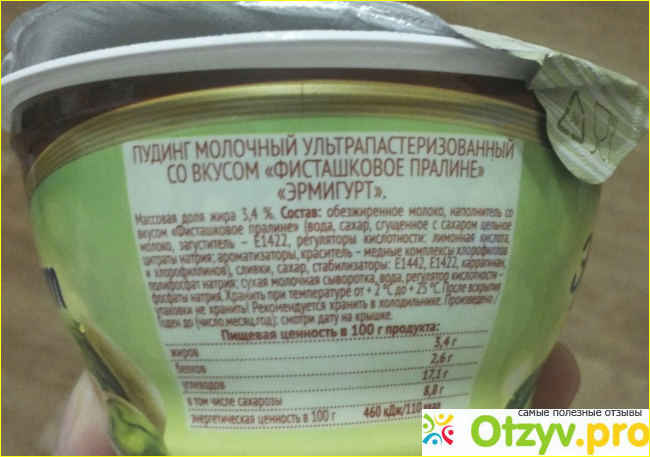 ПУДИНГ МОЛОЧНЫЙ УЛЬТРАПАСТЕРИЗОВАННЫЙ
СО ВКУСОМ «ФИСТАШКОВОЕ ПРАЛИНЕ»
«ЭРМИГУРТ».
Массовая доля жира 3,4 %. Состав: обезжиренное молоко, наполнитель со
вкусом «Фисташковое пралине» (вода, сахар, сгущенное с сахаром цельное
молоко, загуститель – Е1422, регуляторы кислотности: лимонная кислота,
цитраты натрия; ароматизаторы, краситель – медные комплексы хлорофиллов
и хлорофиллинов), сливки, сахар, стабилизаторы: Е1442, Е1422, каррагинан,
полифосфат натрия; сухая молочная сыворотка, вода, регулятор кислотности –
фосфаты натрия. Хранить при температуре от + 2 °С до + 25 °С. После вскрытия
упаковки не хранить! Рекомендуется хранить в холодильнике. Произведено /
Годен до (число, месяц, год): смотри дату на крышке.
Пищевая ценность в 100 г продукта:
жиров 3,4 г
белков 2,6 г
углеводов 17,1 г
в том числе сахарозы 8,8 г
энергетическая ценность в 100 г 460 кДж/110 ккал
самые полезные отзывы
Otzyv.pro